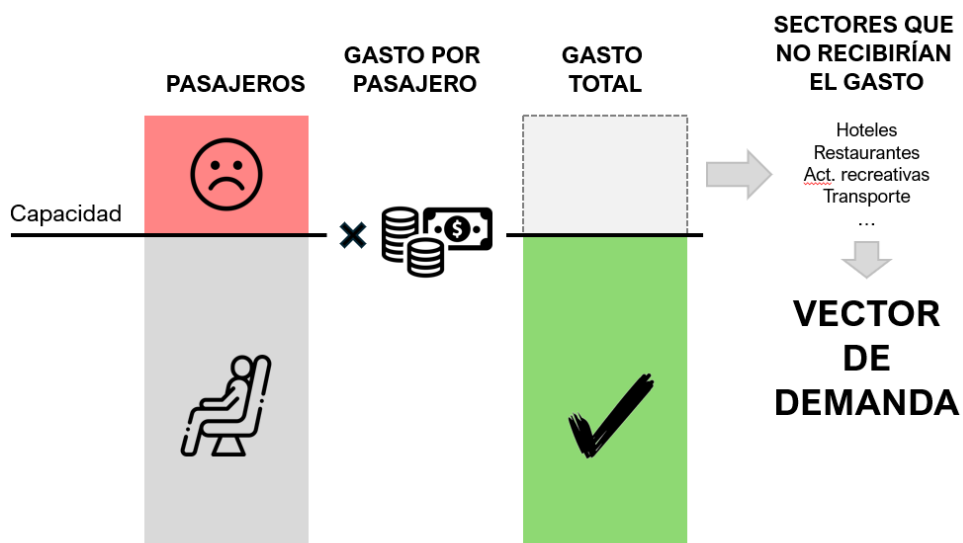 PASAJEROS
GASTO POR
PASAJERO
GASTO
TOTAL
SECTORES QUE
NO RECIBIRÍAN
EL GASTO
Hoteles
Restaurantes
Act. recreativas
Transporte
...
Capacidad
$
VECTOR
DE
DEMANDA